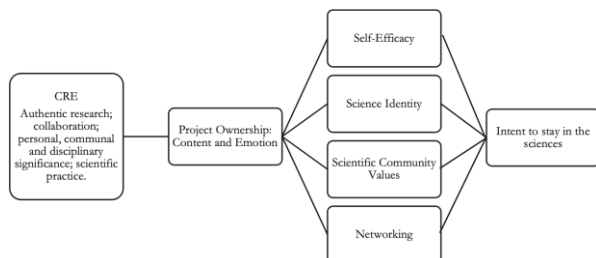 CRE
Authentic research;
collaboration;
personal, communal
and disciplinary
significance; scientific
practice.
Project Ownership:
Content and Emotion
Self-Efficacy
Science Identity
Scientific Community
Values
Networking
Intent to stay in the
sciences